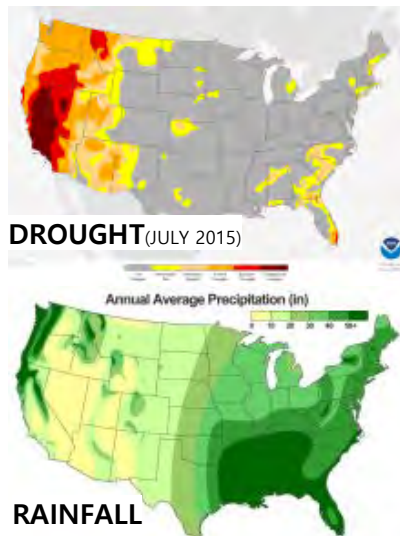 DROUGHT(JULY 2015)
Annual Average Precipitation (in)
0 10 20 30 40 50+
RAINFALL